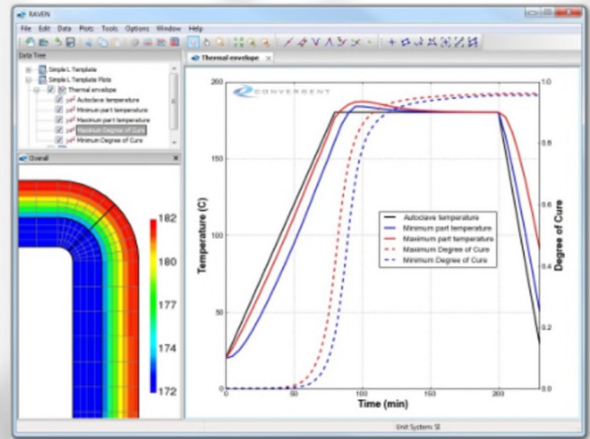 RAVEN
File Edit Data Plots Tools Options Window Help
Data Tree
Simple L Template
Simple L Template Plots
Thermal envelope
Autoclave temperature
Minimum part temperature
Maximum part temperature
Maximum Degree of Cure
Minimum Degree of Cure
Overall
182
180
177
174
172
Thermal envelope
CONVERGENT
200
150
100
50
0
Temperature (C)
0 50 100 150 200
Time (min)
1.0
0.8
0.6
0.4
0.2
0.0
Degree of Cure
Autoclave temperature
Minimum part temperature
Maximum part temperature
Maximum Degree of Cure
Minimum Degree of Cure
Unit System: SI